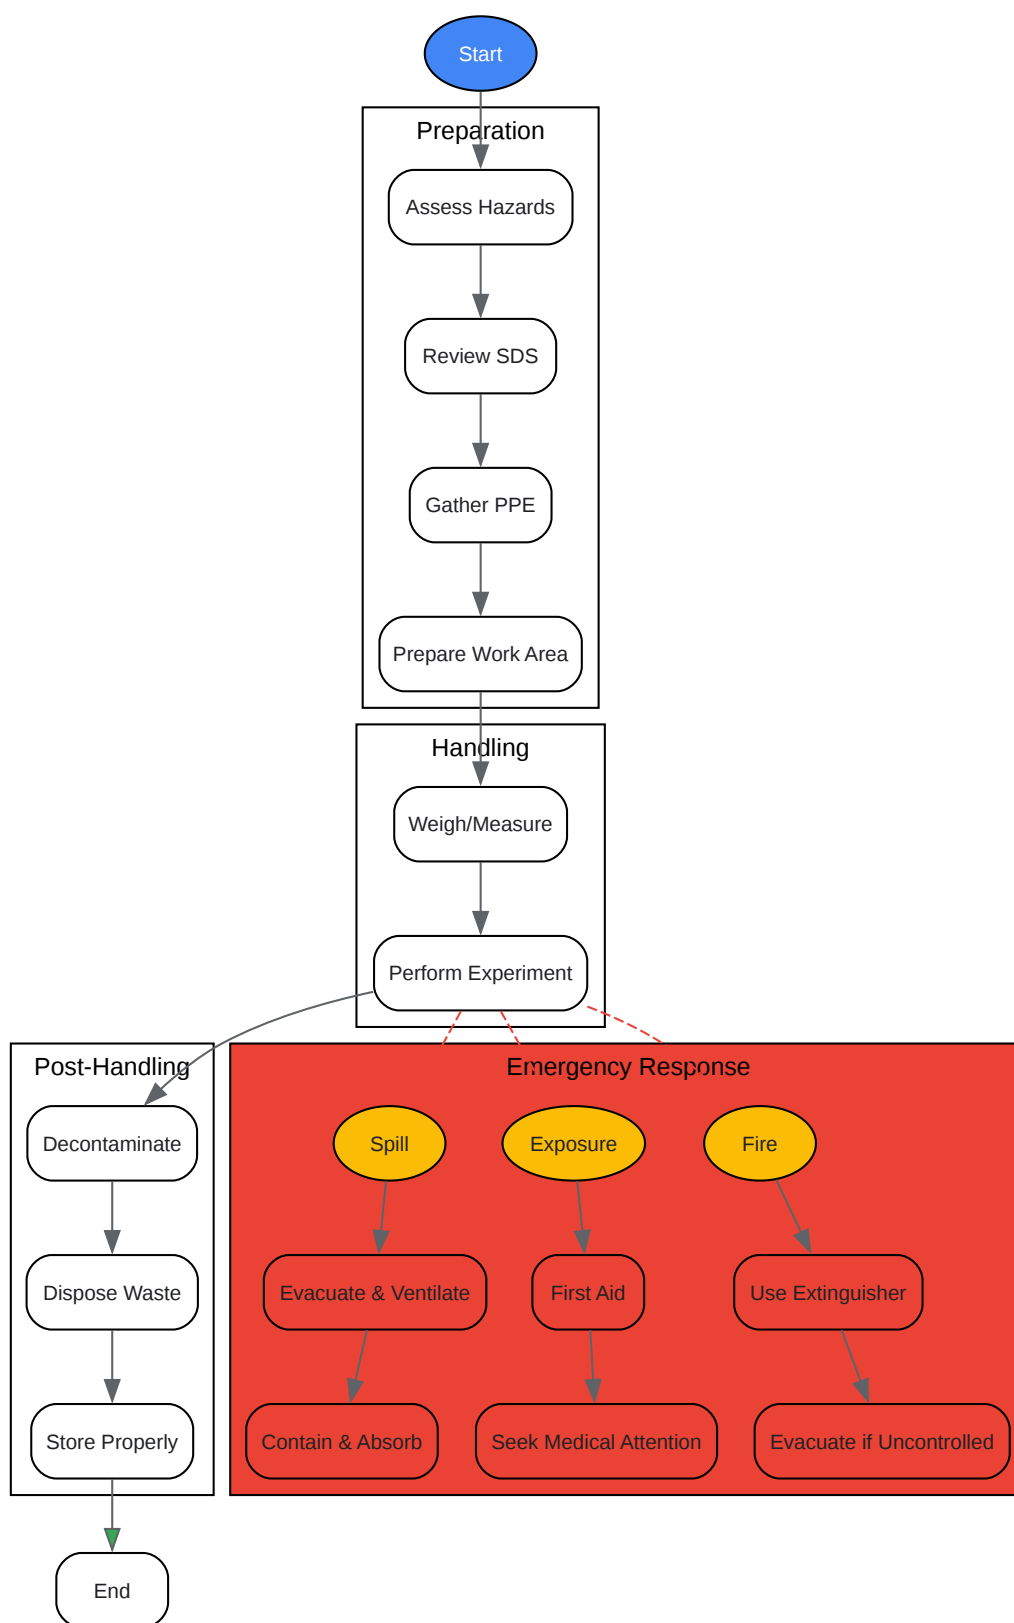 Start
Preparation
Assess Hazards
Review SDS
Gather PPE
Prepare Work Area
Handling
Weigh/Measure
Perform Experiment
Post-Handling
Decontaminate
Dispose Waste
Store Properly
End
Emergency Response
Spill
Exposure
Fire
Evacuate & Ventilate
First Aid
Use Extinguisher
Contain & Absorb
Seek Medical Attention
Evacuate if Uncontrolled